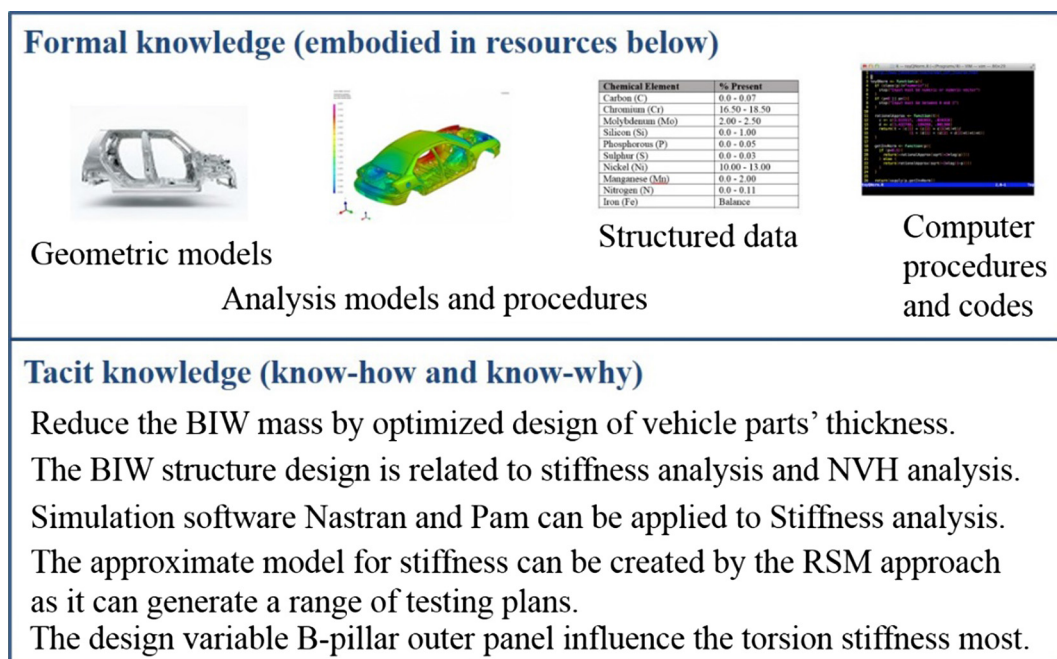 Formal knowledge (embodied in resources below)
Chemical Element % Present
Carbon (C) 0.0 - 0.07
Chromium (Cr) 16.50 - 18.50
Molybdenum (Mo) 2.00 - 2.50
Silicon (Si) 0.0 - 1.00
Phosphorous (P) 0.0 - 0.05
Sulphur (S) 0.0 - 0.03
Nickel (Ni) 10.00 - 13.00
Manganese (Mn) 0.0 - 2.00
Nitrogen (N) 0.0 - 0.11
Iron (Fe) Balance
Geometric models
Analysis models and procedures
Structured data
Computer
procedures
and codes
Tacit knowledge (know-how and know-why)
Reduce the BIW mass by optimized design of vehicle parts’ thickness.
The BIW structure design is related to stiffness analysis and NVH analysis.
Simulation software Nastran and Pam can be applied to Stiffness analysis.
The approximate model for stiffness can be created by the RSM approach
as it can generate a range of testing plans.
The design variable B-pillar outer panel influence the torsion stiffness most.